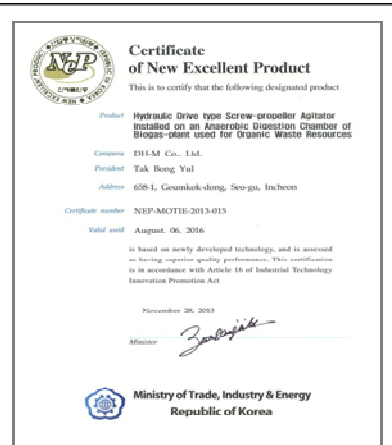 NeP
Certificate
of New Excellent Product
This is to certify that the following designated product
Product Hydraulic Drive type Screw-propeller Agitator
Installed on an Anaerobic Digestion Chamber of
Biogas-plant used for Organic Waste Resources
Company DH-M Co., Ltd.
President Tak Bong Yul
Address 658-1, Geumkok-dong, Seo-gu, Incheon
Certificate number NEP-MOTIE-2013-015
Valid until August. 06, 2016
is based on newly developed technology, and is assessed
as having superior quality performance. This certification
is in accordance with Article 16 of Industrial Technology
Innovation Promotion Act
November 28, 2013
Minister
Ministry of Trade, Industry & Energy
Republic of Korea